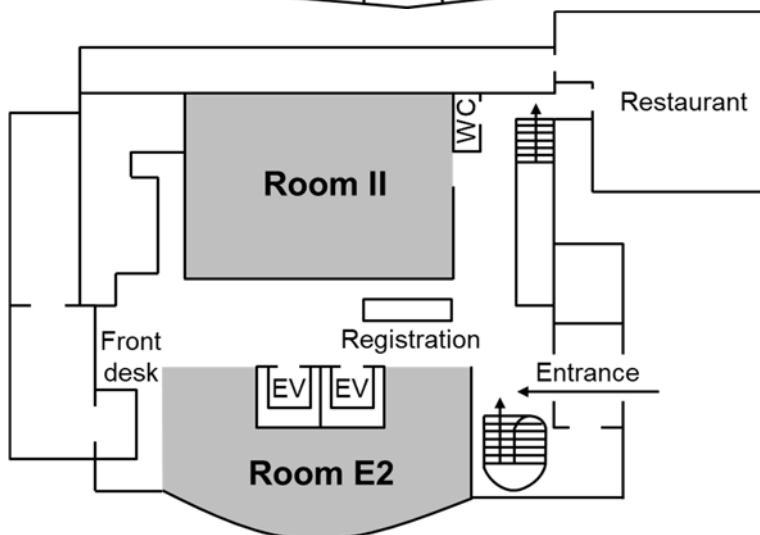 Restaurant
WC
Room II
Registration
Front
desk
Entrance
EV
EV
Room E2